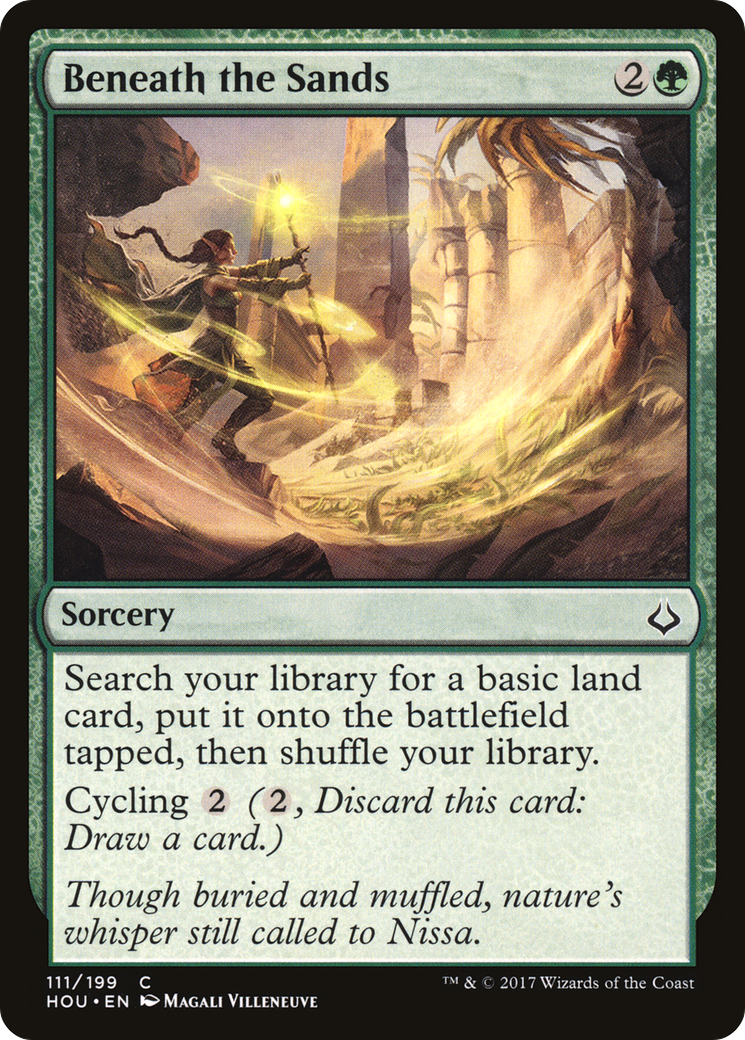 Beneath the Sands 2
Sorcery
Search your library for a basic land
card, put it onto the battlefield
tapped, then shuffle your library.
Cycling 2 (2, Discard this card:
Draw a card.)
Though buried and muffled, nature's
whisper still called to Nissa.
111/199 C
™ & © 2017 Wizards of the Coast
HOU • EN Magali Villeneuve